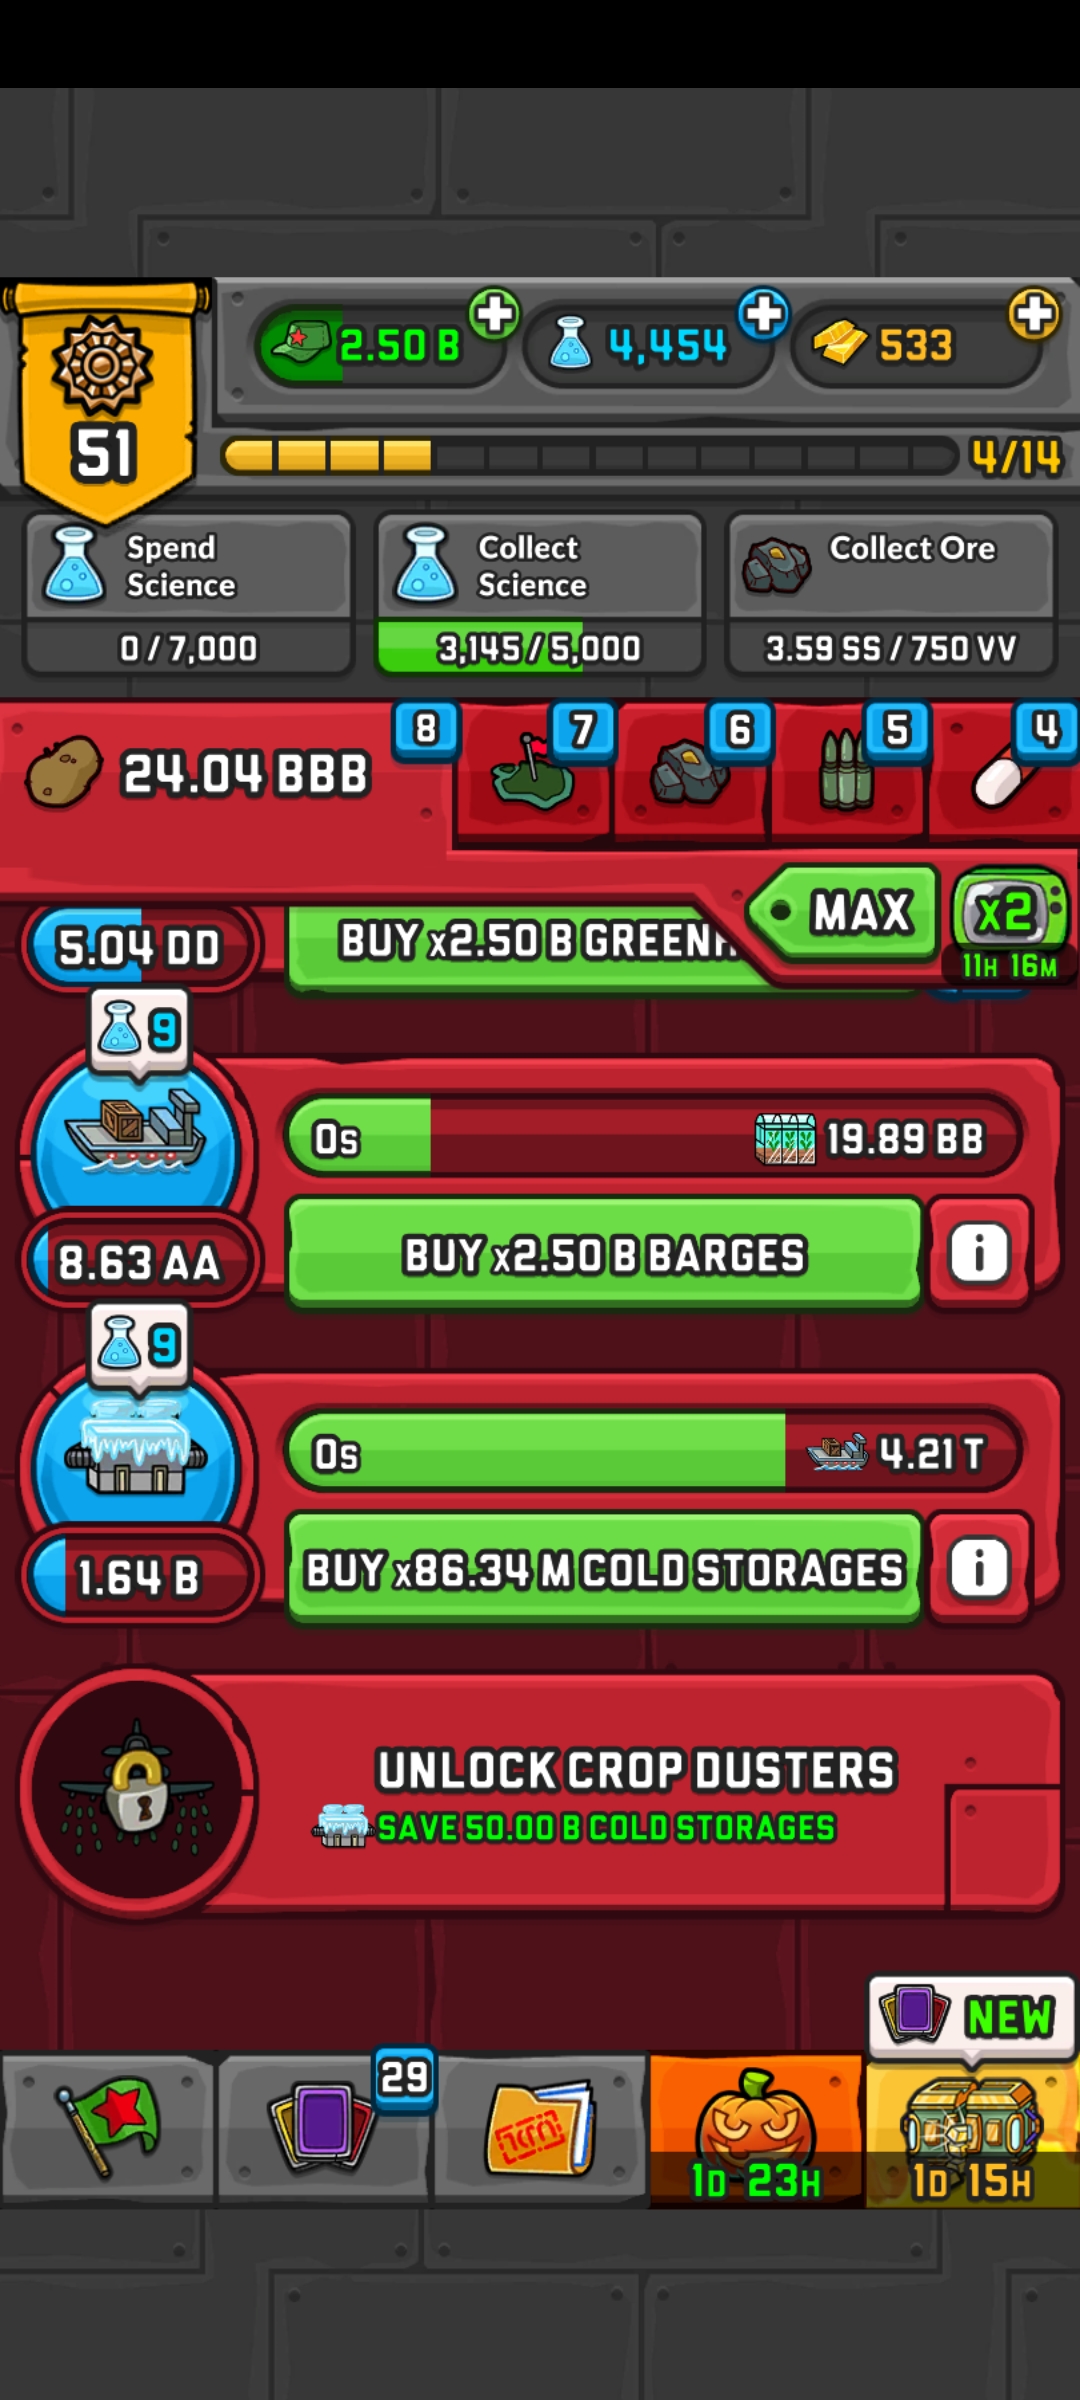 2.50 B
4,454
533
51
4/14
Spend
Science
0 / 7,000
Collect
Science
3,145 / 5,000
Collect Ore
3.59 SS / 750 VV
24.04 BBB
8
7
6
5
4
MAX
x2
11H 16M
5.04 DD
BUY x2.50 B GREENH
9
0s
19.89 BB
8.63 AA
BUY x2.50 B BARGES
i
9
0s
4.21 T
1.64 B
BUY x86.34 M COLD STORAGES
i
UNLOCK CROP DUSTERS
SAVE 50.00 B COLD STORAGES
NEW
29
1D 23H
1D 15H